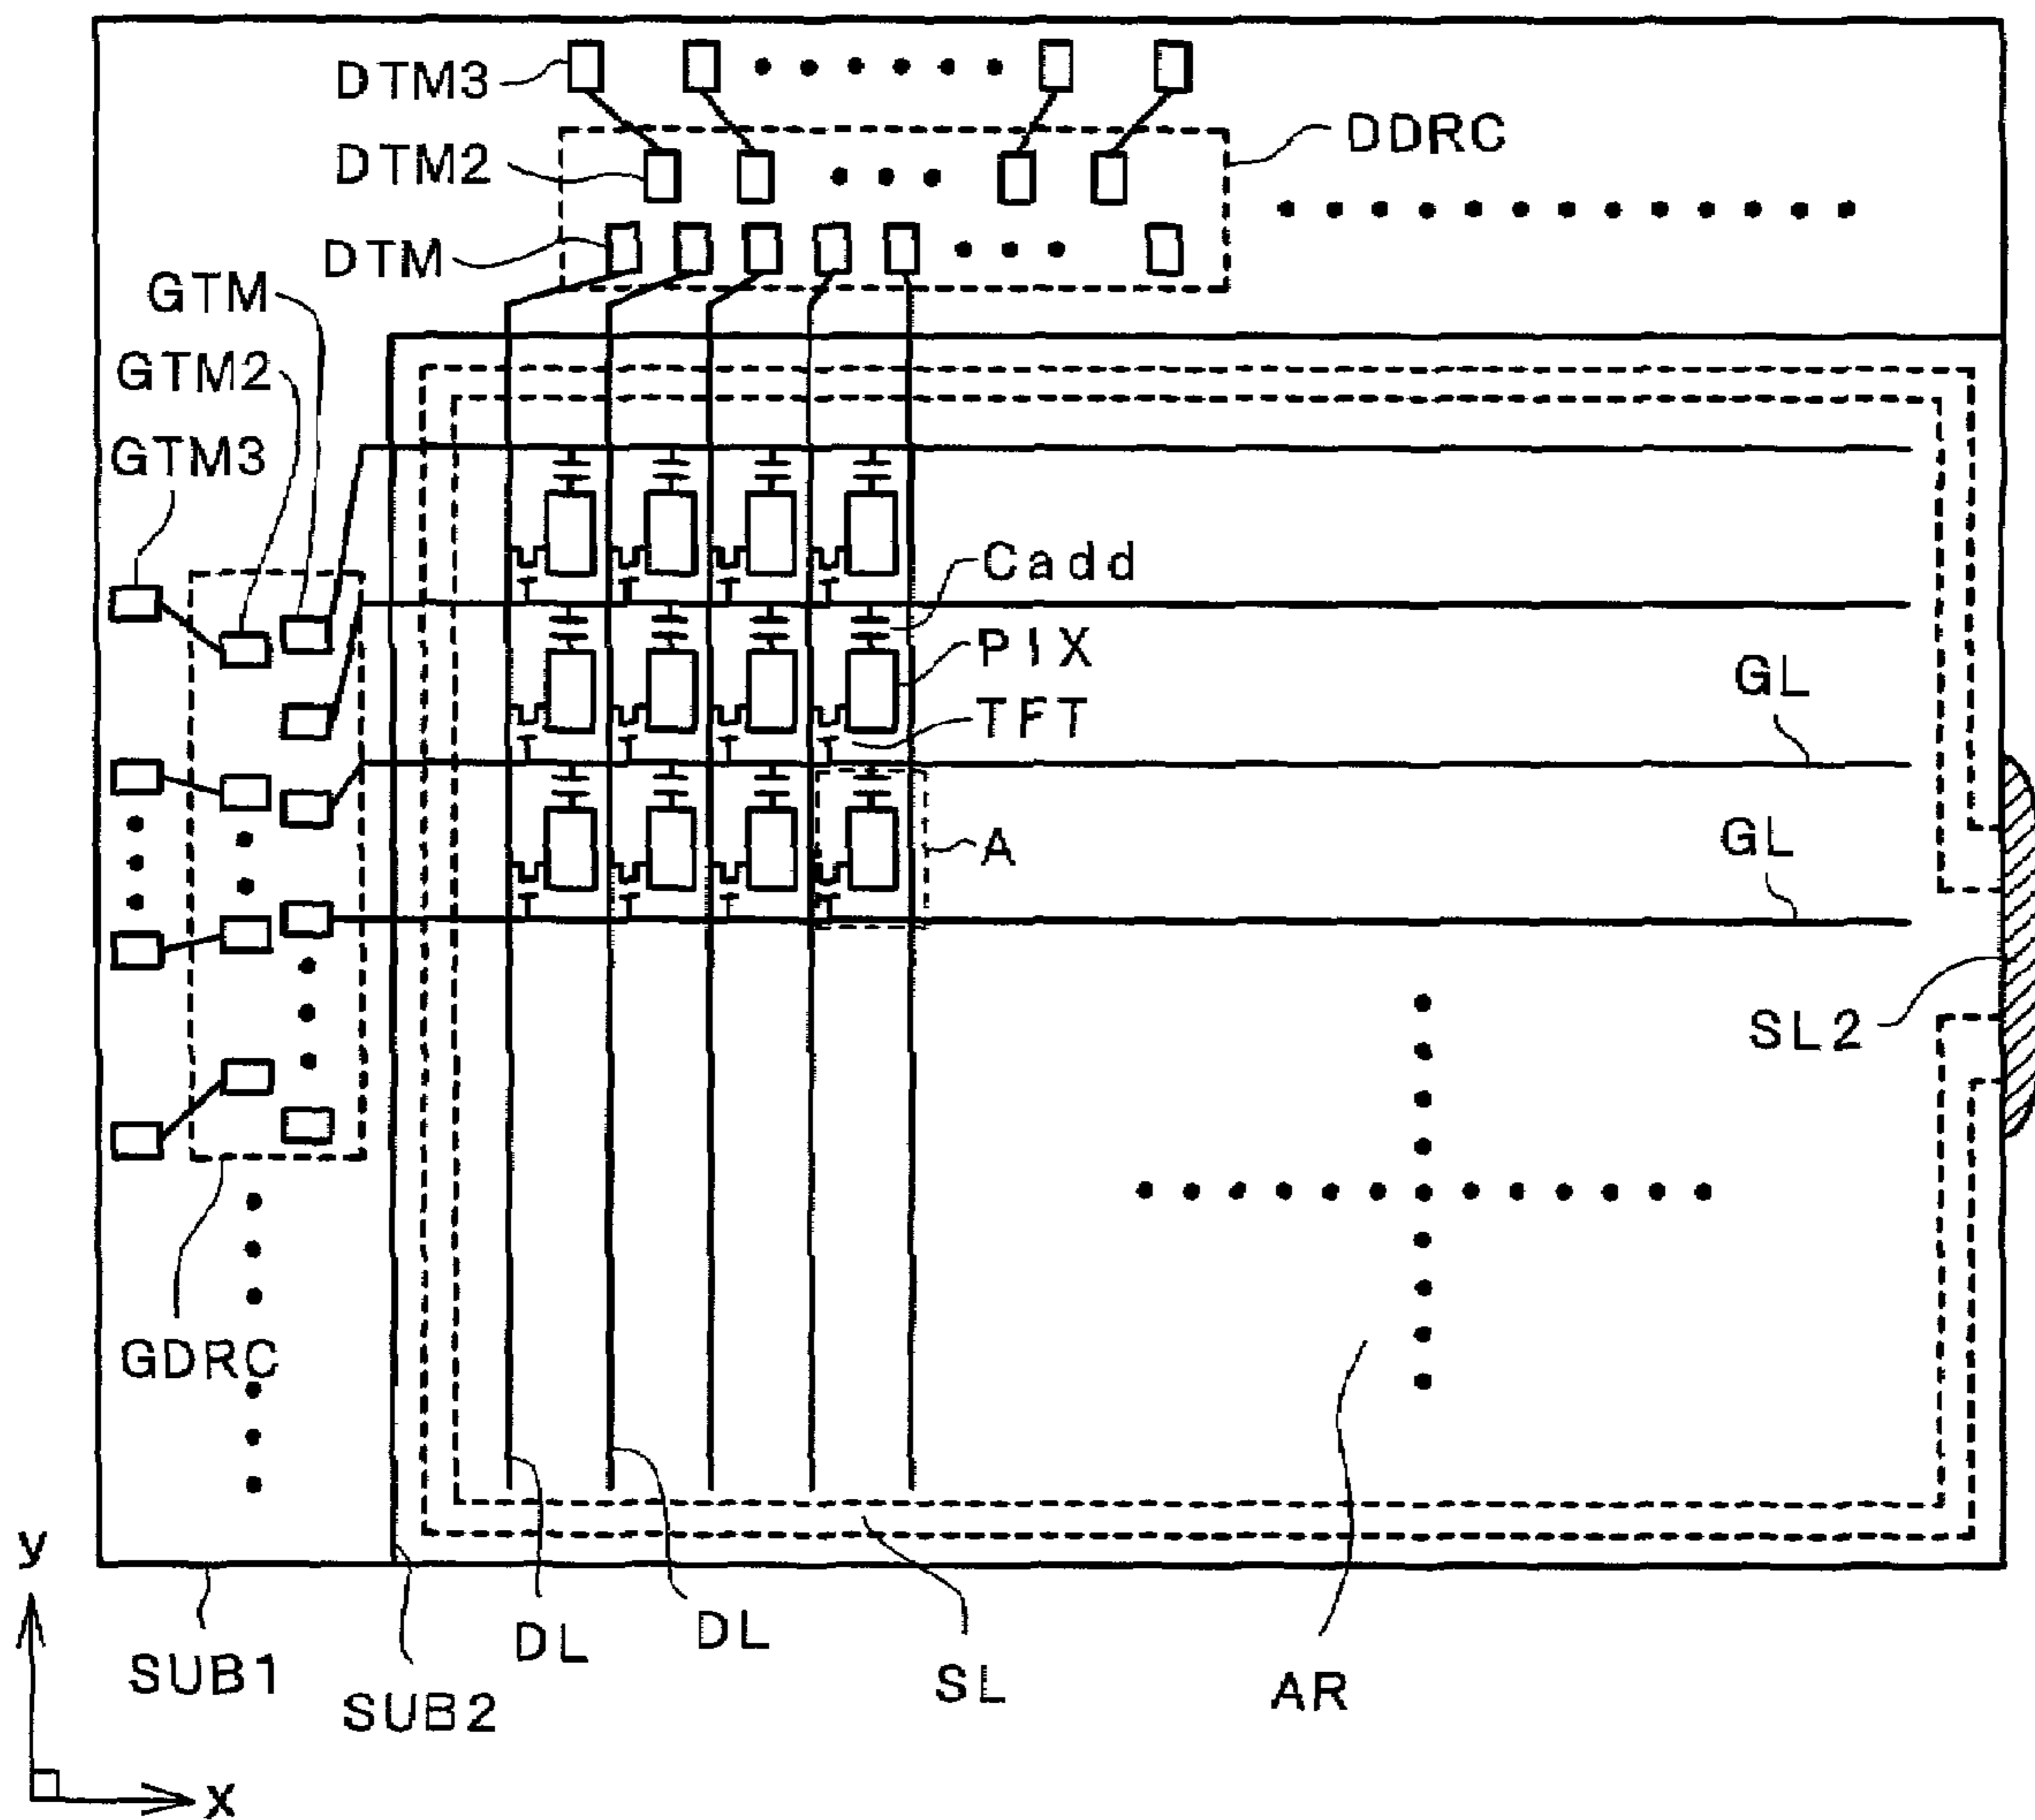 DTM3
DDRC
DTM2
DTM
GTM
GTM2
GTM3
Cadd
PIX
GL
TFT
GL
A
SL2
GDRC
y
DL
DL
SUB1
SL
AR
SUB2
x